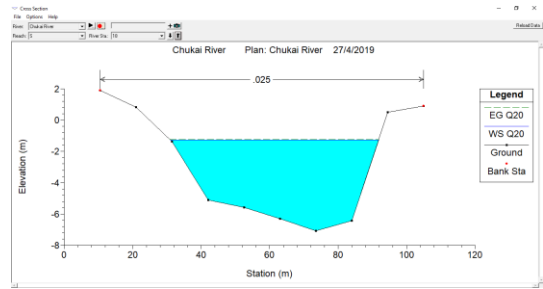 Cross Section
File Options Help
River: Chukai River
Reload Data
Reach: 0 River Sta.: 10
Chukai River Plan: Chukai River 27/4/2019
.025
Legend
EG Q20
WS Q20
Ground
Bank Sta
Elevation (m)
2
0
-2
-4
-6
-8
0 20 40 60 80 100 120
Station (m)